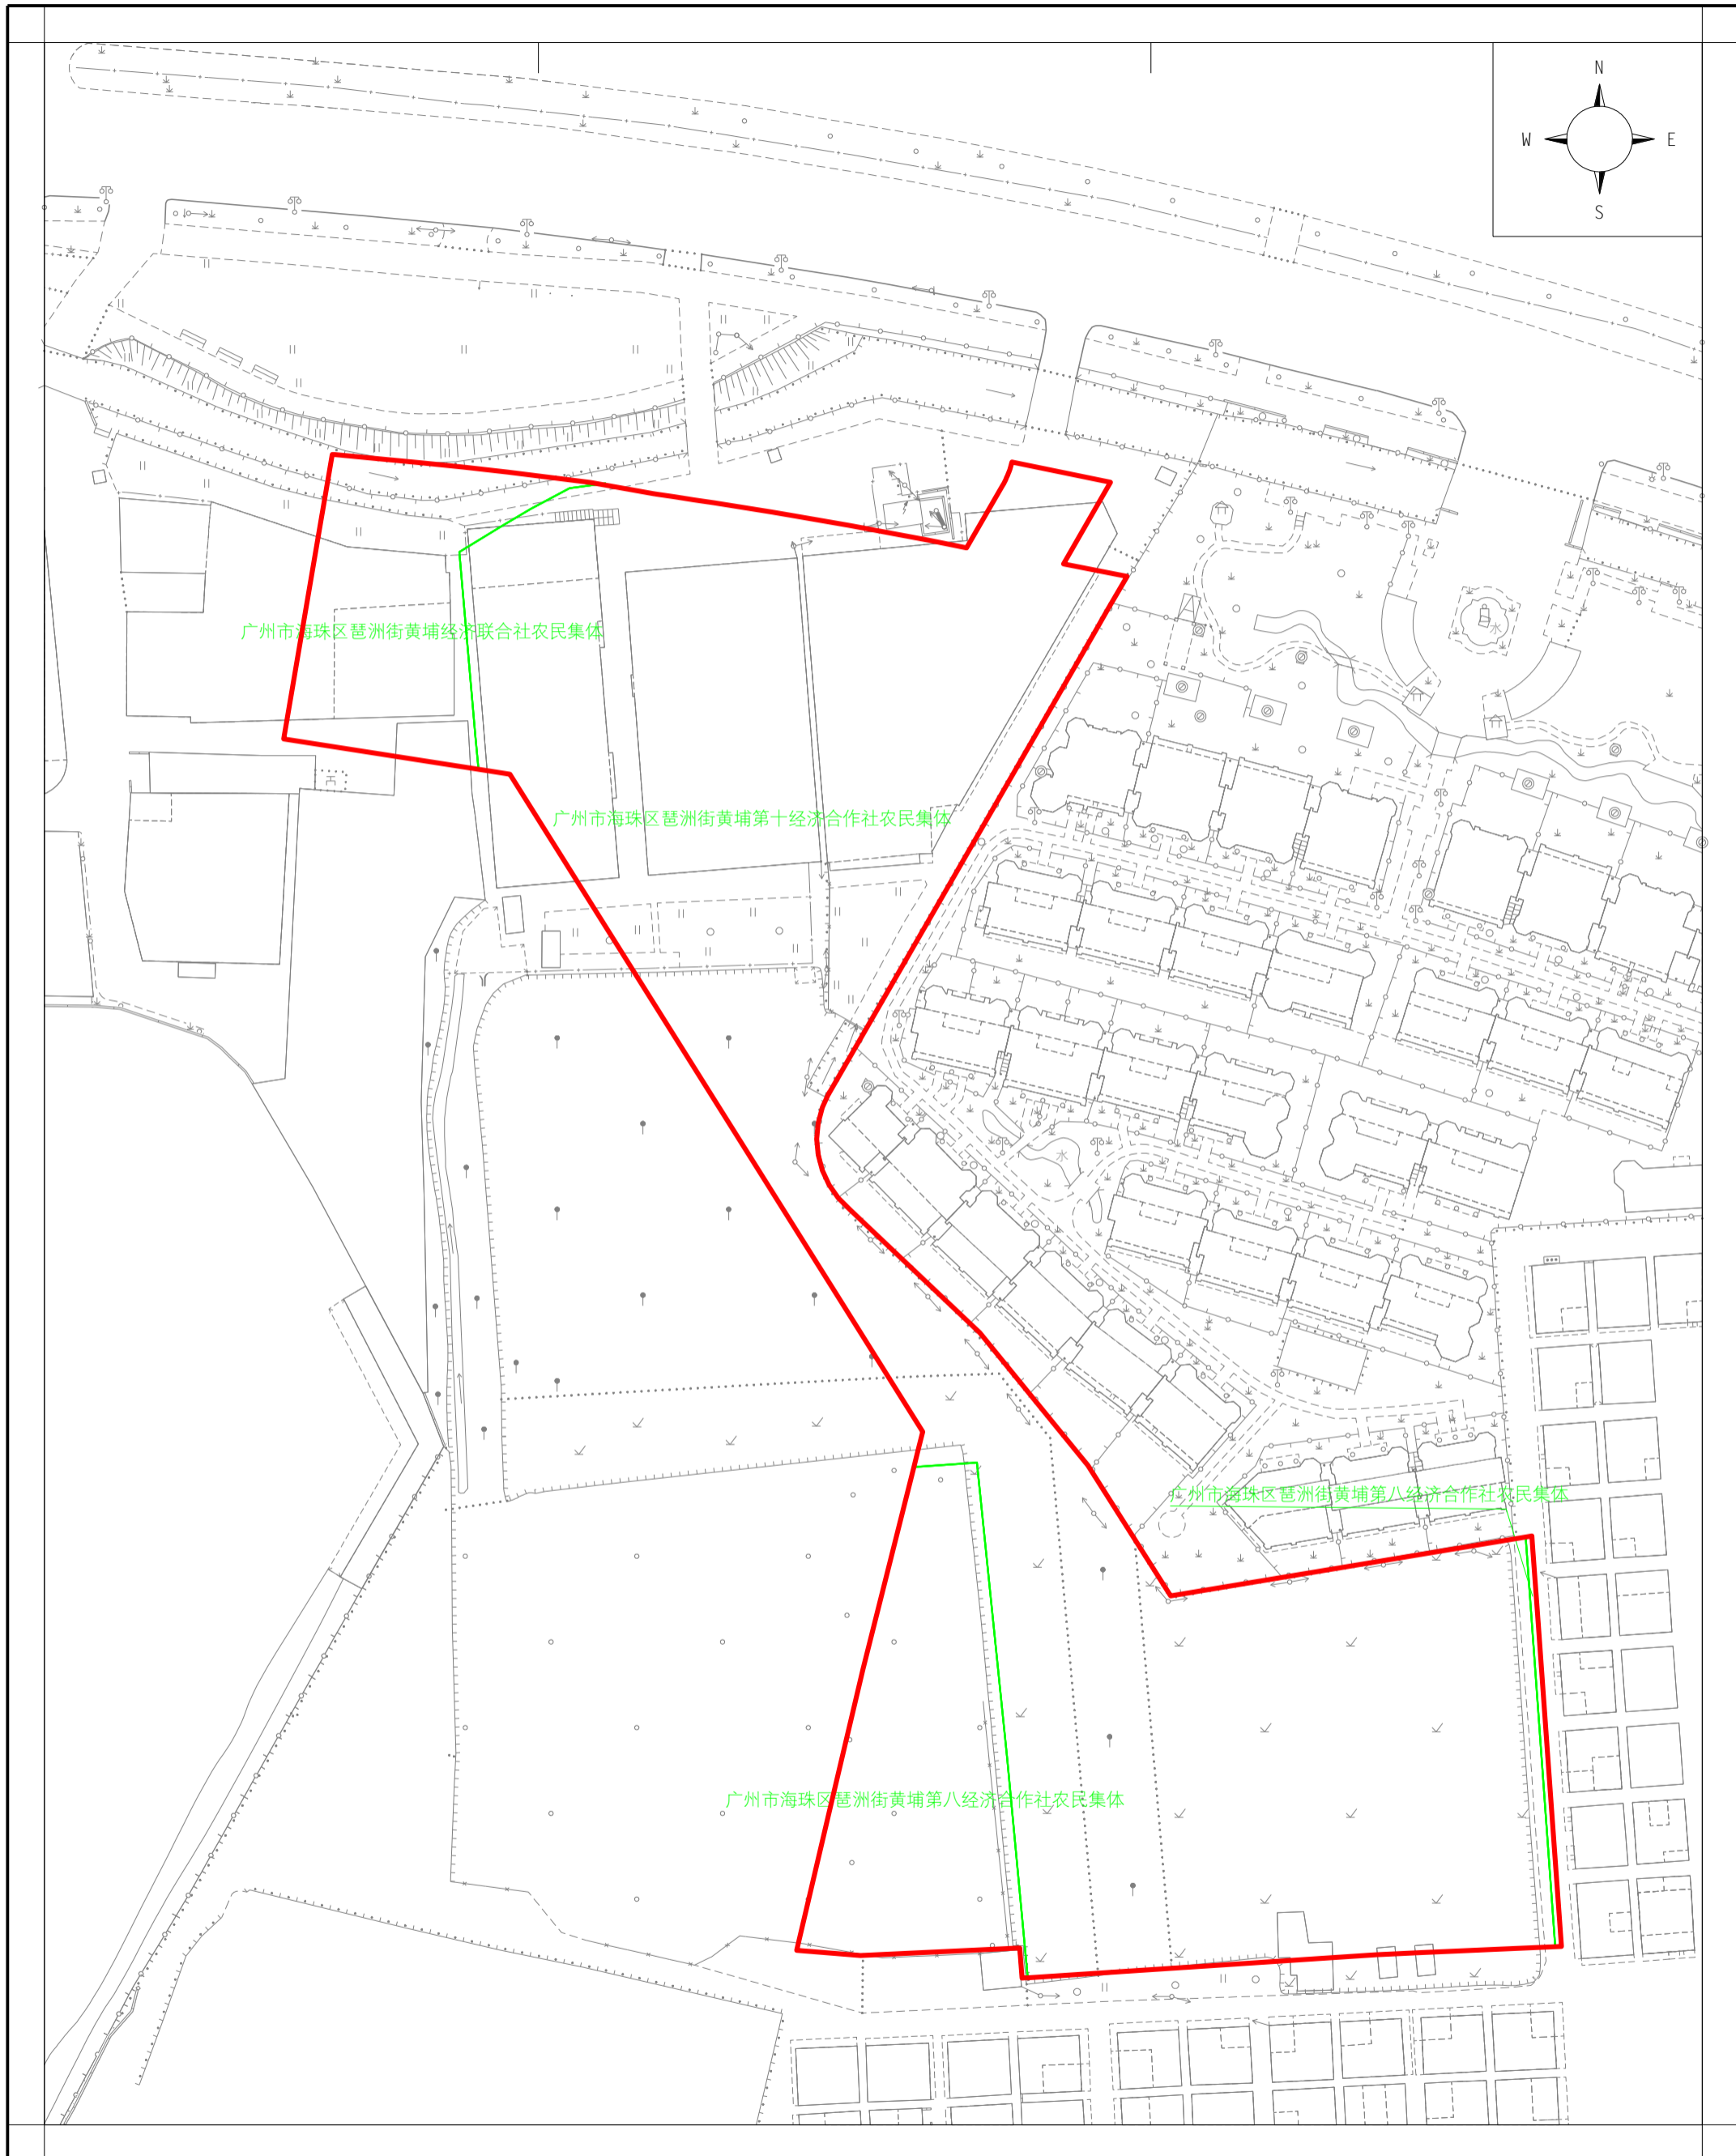 N
W E
S
广州市海珠区琶洲街黄埔经济联合社农民集体
水
广州市海珠区琶洲街黄埔第十经济合作社农民集体
水
广州市海珠区琶洲街黄埔第八经济合作社农民集体
广州市海珠区琶洲街黄埔第八经济合作社农民集体